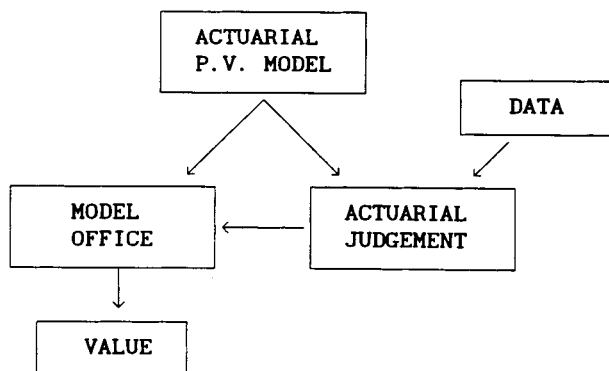 ACTUARIAL
P.V. MODEL
DATA
MODEL
OFFICE
ACTUARIAL
JUDGEMENT
VALUE